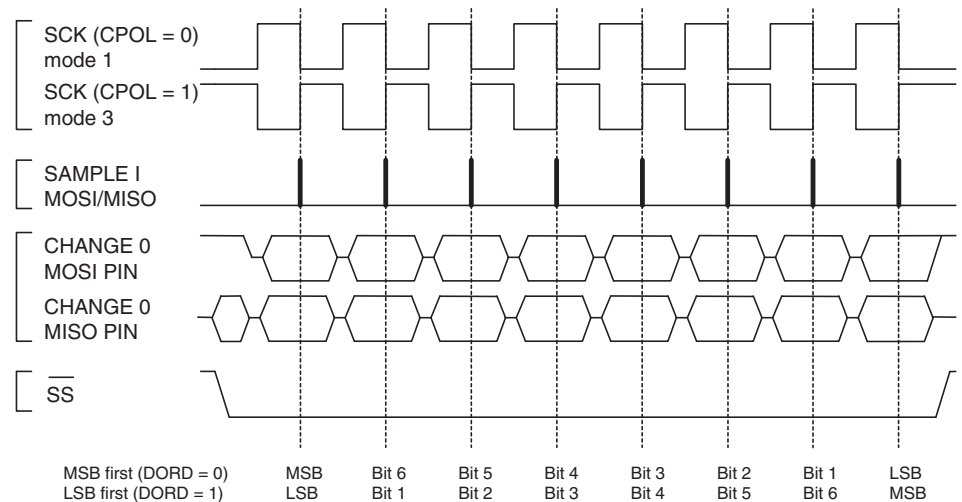 SCK (CPOL = 0)
mode 1
SCK (CPOL = 1)
mode 3
SAMPLE I
MOSI/MISO
CHANGE 0
MOSI PIN
CHANGE 0
MISO PIN
SS
MSB first (DORD = 0) MSB Bit 6 Bit 5 Bit 4 Bit 3 Bit 2 Bit 1 LSB
LSB first (DORD = 1) LSB Bit 1 Bit 2 Bit 3 Bit 4 Bit 5 Bit 6 MSB